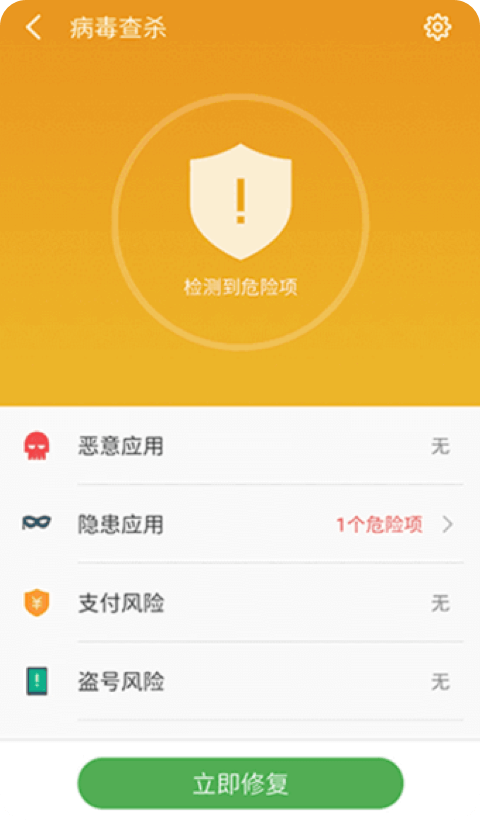 病毒查杀
检测到危险项
恶意应用 无
隐患应用 1个危险项
支付风险 无
盗号风险 无
立即修复